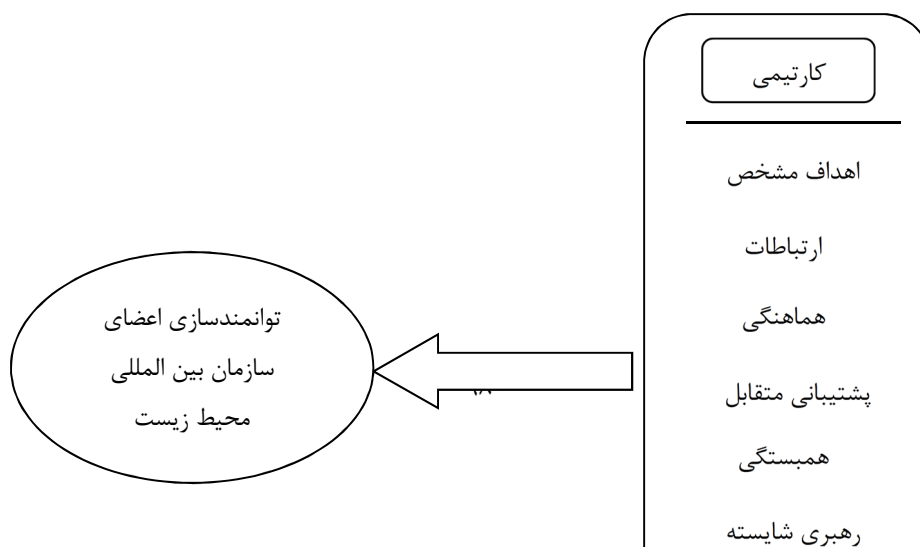 کارتیمی
اهداف مشخص
ارتباطات
هماهنگی
پشتیبانی متقابل
همبستگی
رهبری شایسته
توانمندسازی اعضای
سازمان بین المللی
محیط زیست